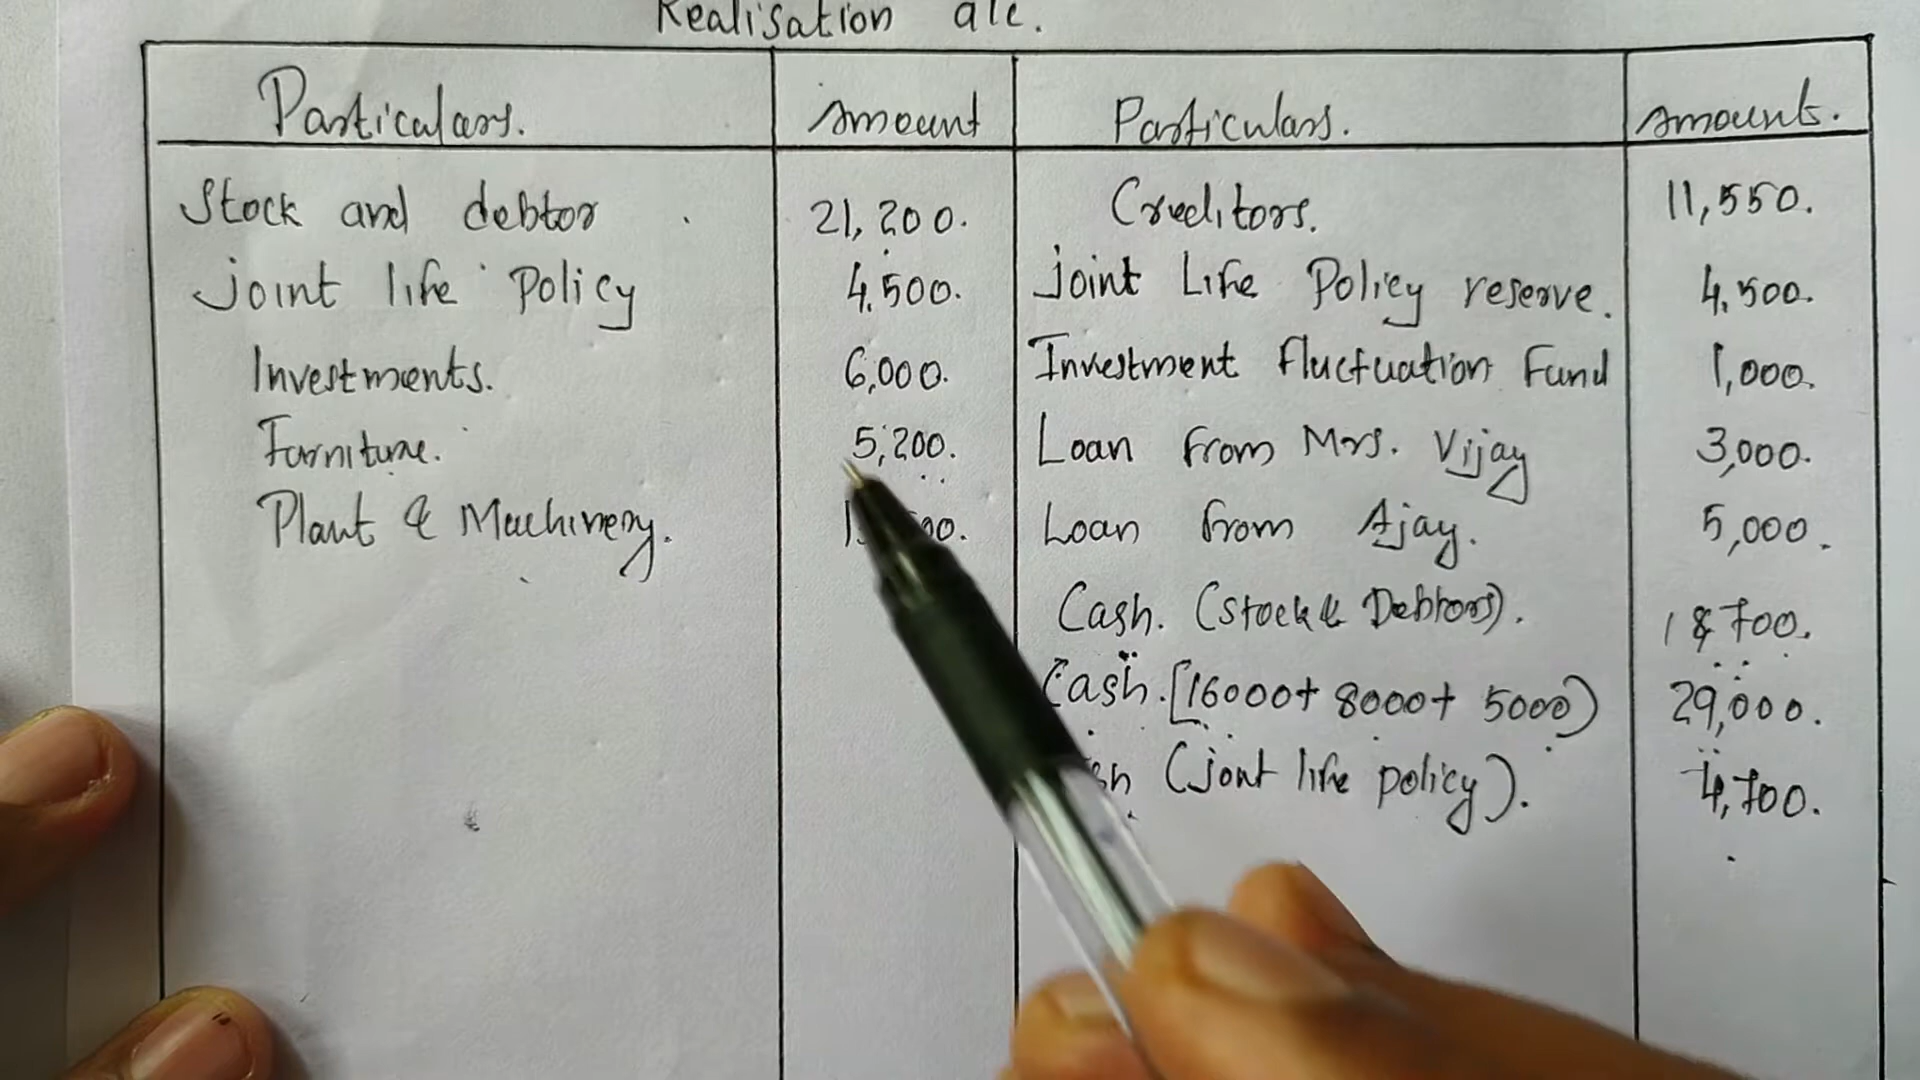 Realisation a/c.
Particulars. Amount Particulars. Amounts.
Stock and debtor 21,200. Creditors. 11,550.
Joint life Policy 4,500. Joint Life Policy reserve. 4,500.
Investments. 6,000. Investment Fluctuation Fund 1,000.
Furniture. 5,200. Loan from Mrs. Vijay 3,000.
Plant & Machinery. Loan from Ajay. 5,000.
Cash. (Stock & Debtors). 18700.
Cash. [16000+ 8000+ 5000) 29,000.
(joint life policy). 4,700.